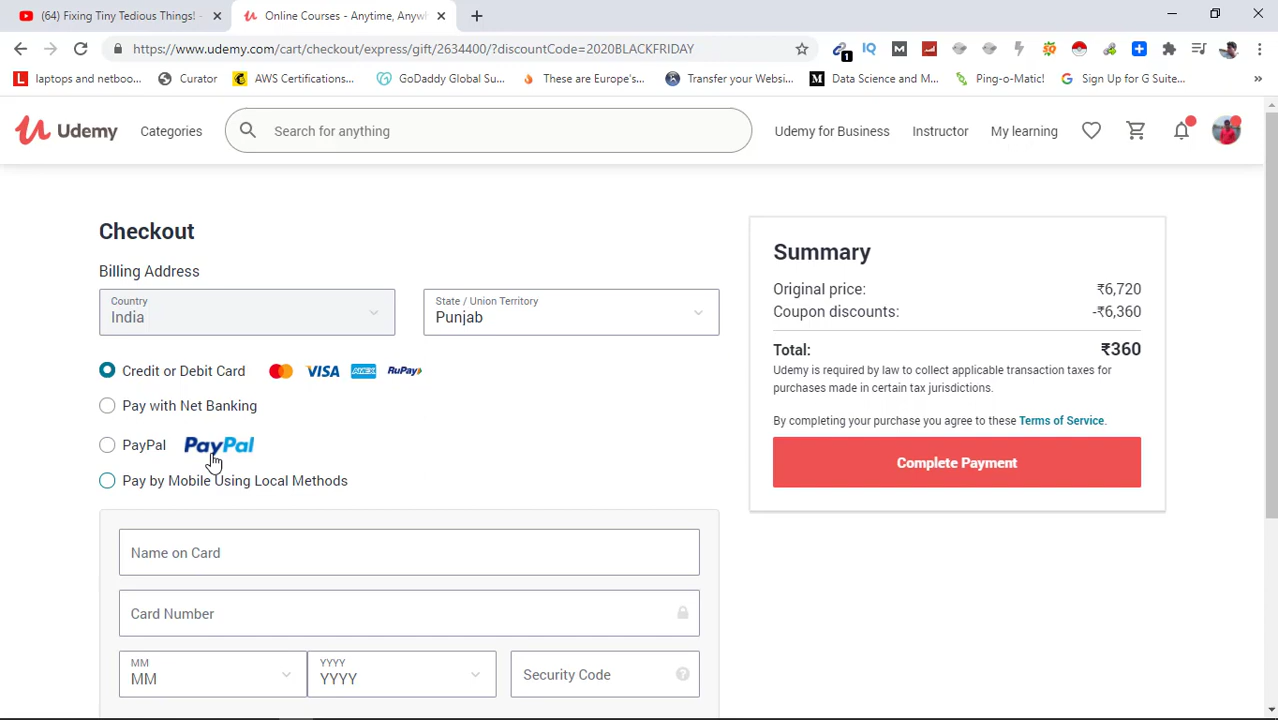 (64) Fixing Tiny Tedious Things! -
Online Courses - Anytime, Anyw
https://www.udemy.com/cart/checkout/express/gift/2634400/?discountCode=2020BLACKFRIDAY
1
laptops and netboo...
Curator
AWS Certifications...
GoDaddy Global Su...
These are Europe's...
Transfer your Websi...
Data Science and M...
Ping-o-Matic!
Sign Up for G Suite...
Udemy
Categories
Search for anything
Udemy for Business
Instructor
My learning
Checkout
Billing Address
Country
India
State / Union Territory
Punjab
Credit or Debit Card
VISA
AMEX
RuPay
Pay with Net Banking
PayPal
PayPal
Pay by Mobile Using Local Methods
Name on Card
Card Number
MM
MM
YYYY
YYYY
Security Code
Summary
Original price:
₹6,720
Coupon discounts:
-₹6,360
Total:
₹360
Udemy is required by law to collect applicable transaction taxes for
purchases made in certain tax jurisdictions.
By completing your purchase you agree to these Terms of Service.
Complete Payment